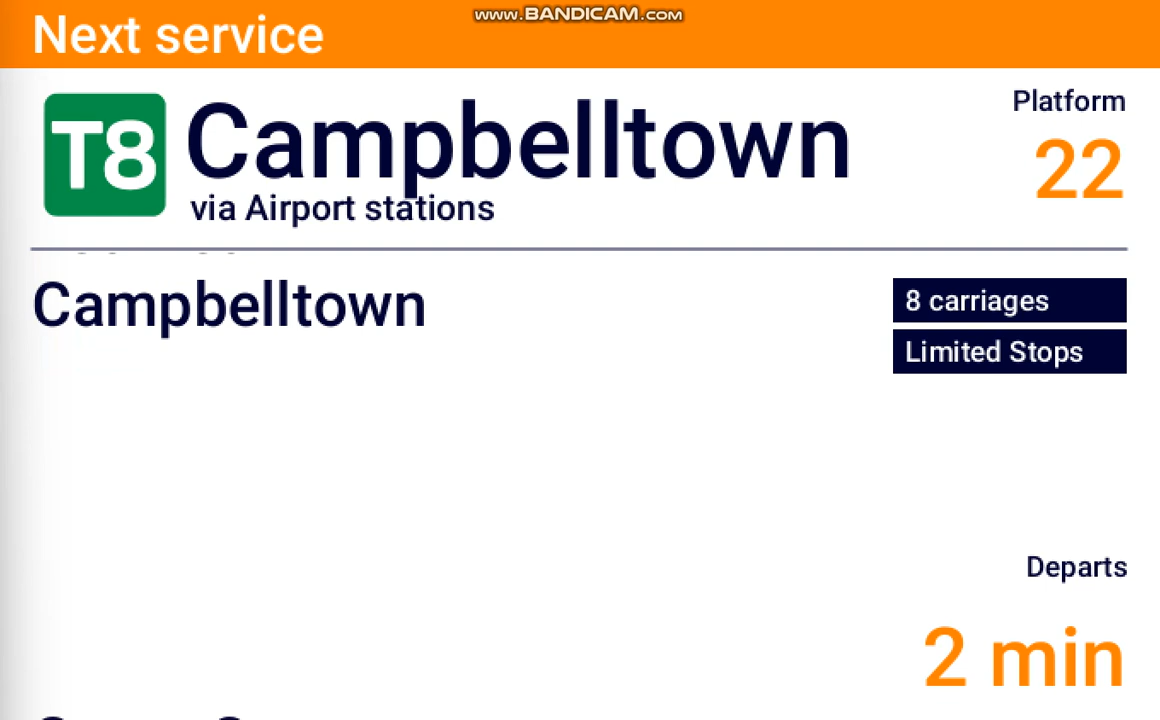 www.BANDICAM.com
Next service
T8
Campbelltown
via Airport stations
Platform
22
Campbelltown
8 carriages
Limited Stops
Departs
2 min